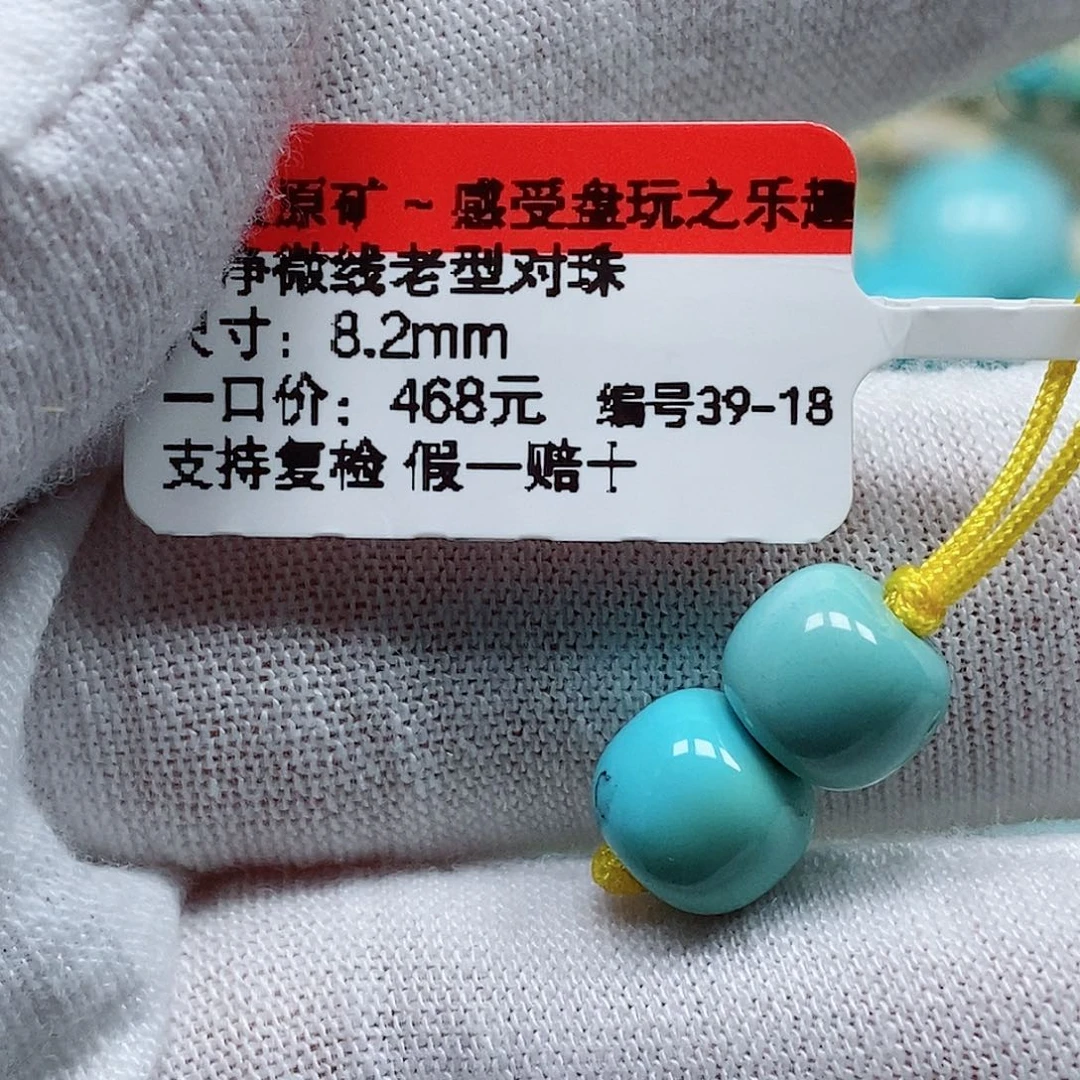 原矿~感受盘玩之乐趣
净微线老型对珠
尺寸：8.2mm
一口价：468元 编号39-18
支持复检 假一赔十